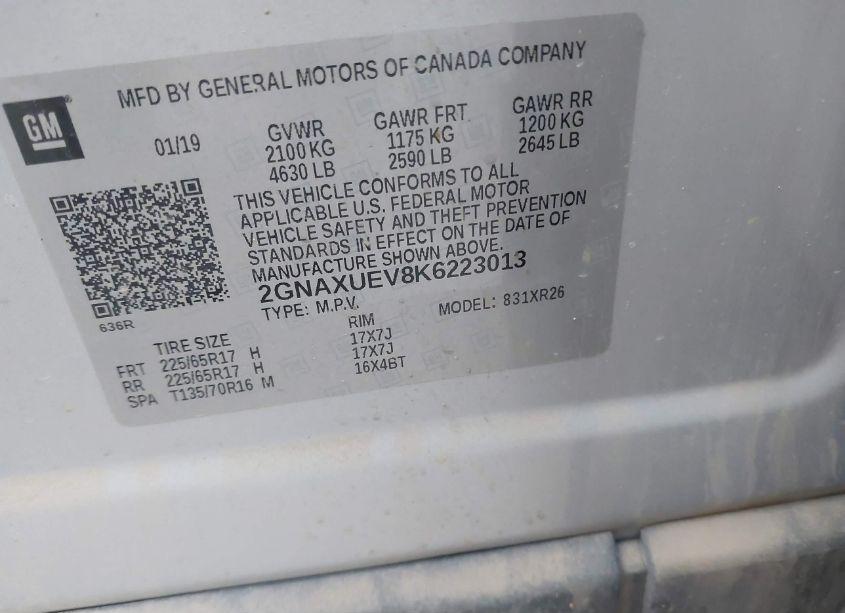 MFD BY GENERAL MOTORS OF CANADA COMPANY
GM
01/19
GVWR
2100 KG
4630 LB
GAWR FRT
1175 KG
2590 LB
GAWR RR
1200 KG
2645 LB
THIS VEHICLE CONFORMS TO ALL
APPLICABLE U.S. FEDERAL MOTOR
VEHICLE SAFETY AND THEFT PREVENTION
STANDARDS IN EFFECT ON THE DATE OF
MANUFACTURE SHOWN ABOVE.
2GNAXUEV8K6223013
TYPE: M.P.V. MODEL: 831XR26
636R
TIRE SIZE RIM
FRT 225/65R17 H 17X7J
RR 225/65R17 H 17X7J
SPA T135/70R16 M 16X4BT